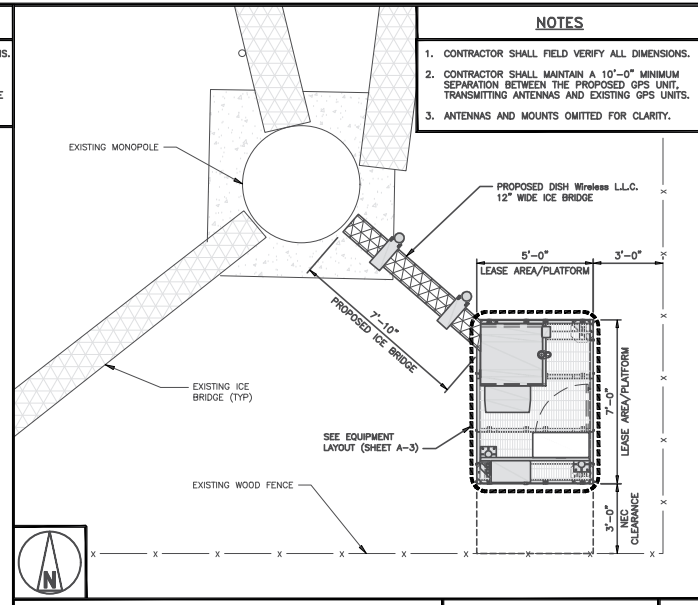 NS.
E
NOTES
1. CONTRACTOR SHALL FIELD VERIFY ALL DIMENSIONS.
2. CONTRACTOR SHALL MAINTAIN A 10'-0" MINIMUM
SEPARATION BETWEEN THE PROPOSED GPS UNIT,
TRANSMITTING ANTENNAS AND EXISTING GPS UNITS.
3. ANTENNAS AND MOUNTS OMITTED FOR CLARITY.
EXISTING MONOPOLE
PROPOSED DISH Wireless L.L.C.
12" WIDE ICE BRIDGE
5'-0"
LEASE AREA/PLATFORM
3'-0"
7'-10"
PROPOSED ICE BRIDGE
7'-0"
LEASE AREA/PLATFORM
EXISTING ICE
BRIDGE (TYP)
SEE EQUIPMENT
LAYOUT (SHEET A-3)
EXISTING WOOD FENCE
3'-0"
NEC
CLEARANCE
N